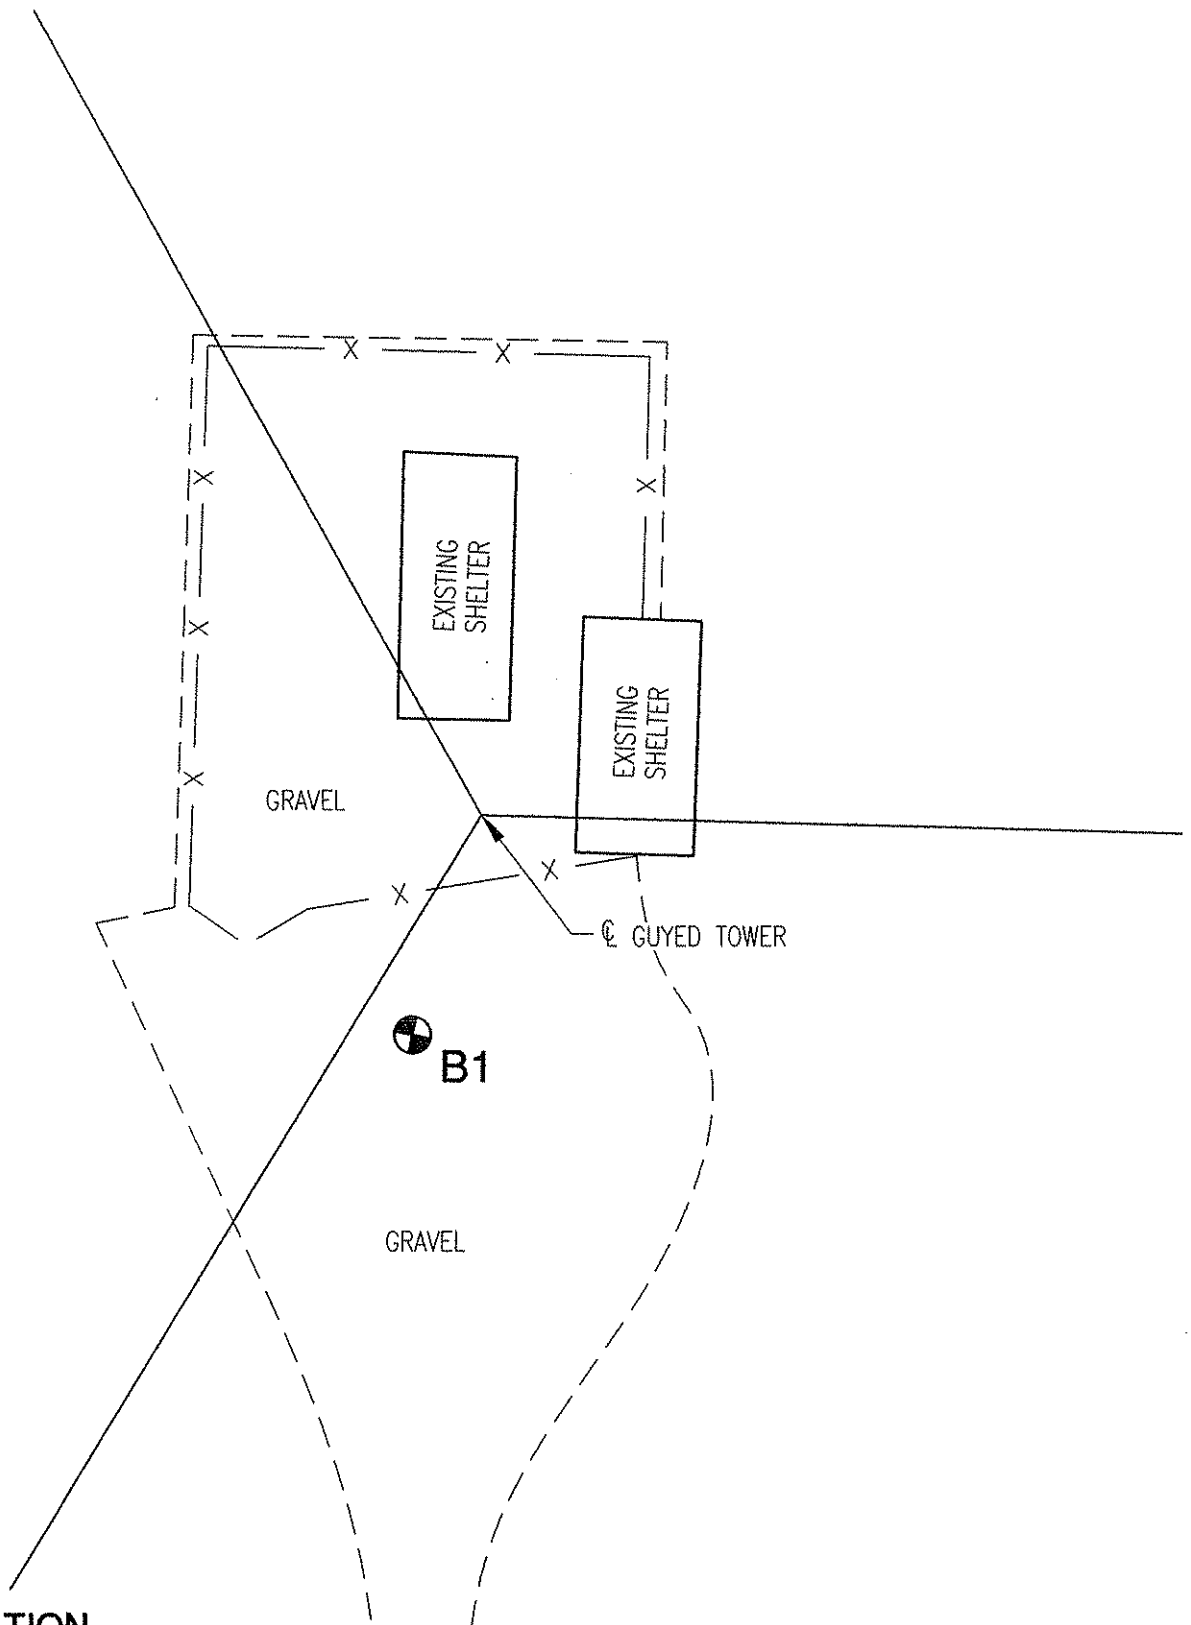 EXISTING
SHELTER
EXISTING
SHELTER
GRAVEL
℄ GUYED TOWER
B1
GRAVEL
TION